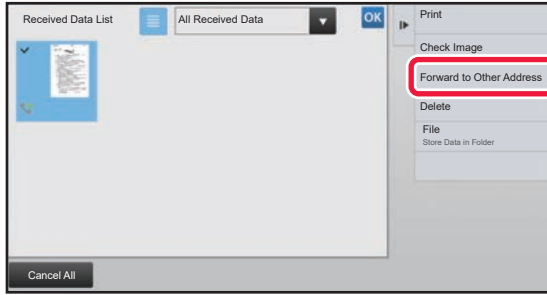 Received Data List
All Received Data
OK
Print
Check Image
Forward to Other Address
Delete
File
Store Data in Folder
Cancel All